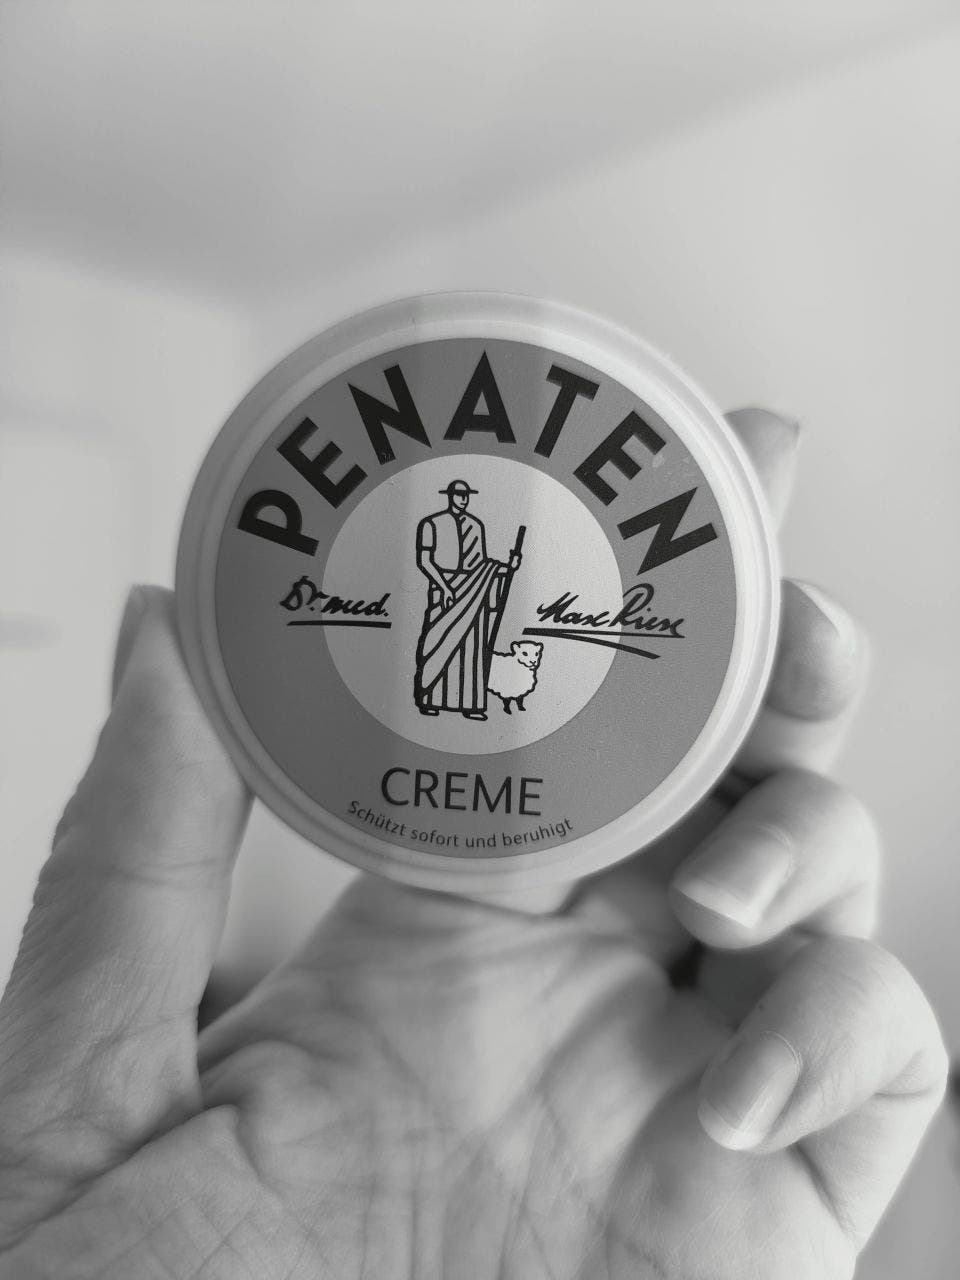 PENATEN
Dr. med. Max Riese
CREME
Schützt sofort und beruhigt